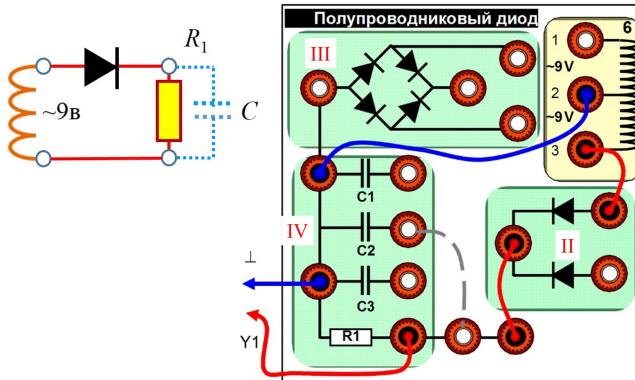 Полупроводниковый диод
R1
~9в
C
III
1
6
~9V
2
~9V
3
C1
IV
C2
II
C3
⊥
Y1
R1